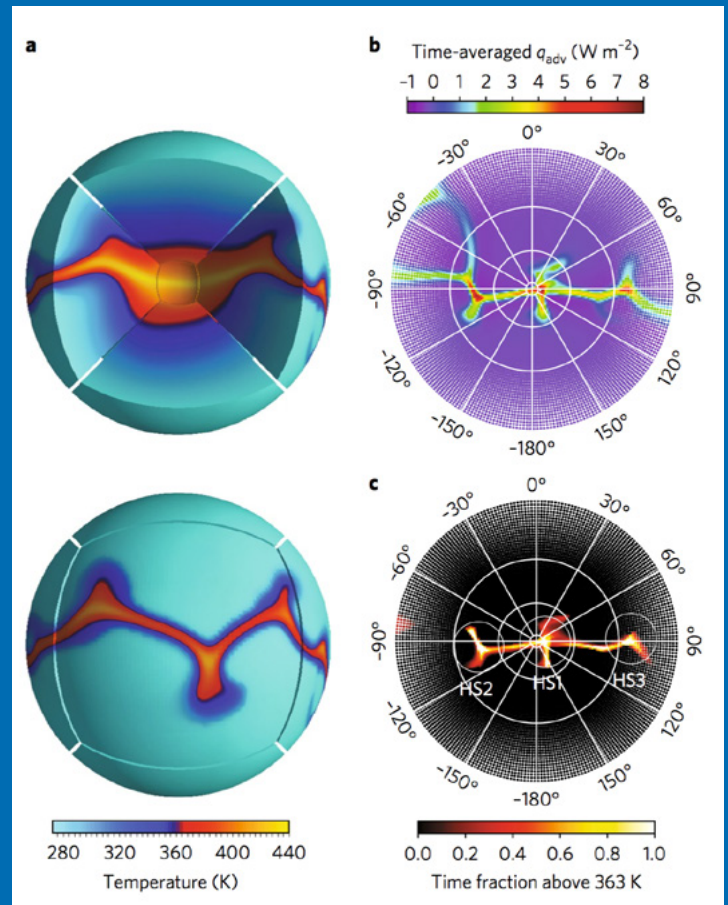 a
280 320 360 400 440
Temperature (K)
b
Time-averaged qadv (W m−2)
−1 0 1 2 3 4 5 6 7 8
0°
-30° 30°
-60° 60°
-90° 90°
-120° 120°
-150° 150°
-180°
c
0°
-30° 30°
-60° 60°
-90° 90°
HS2 HS1 HS3
-120° 120°
-150° 150°
-180°
0.0 0.2 0.4 0.6 0.8 1.0
Time fraction above 363 K